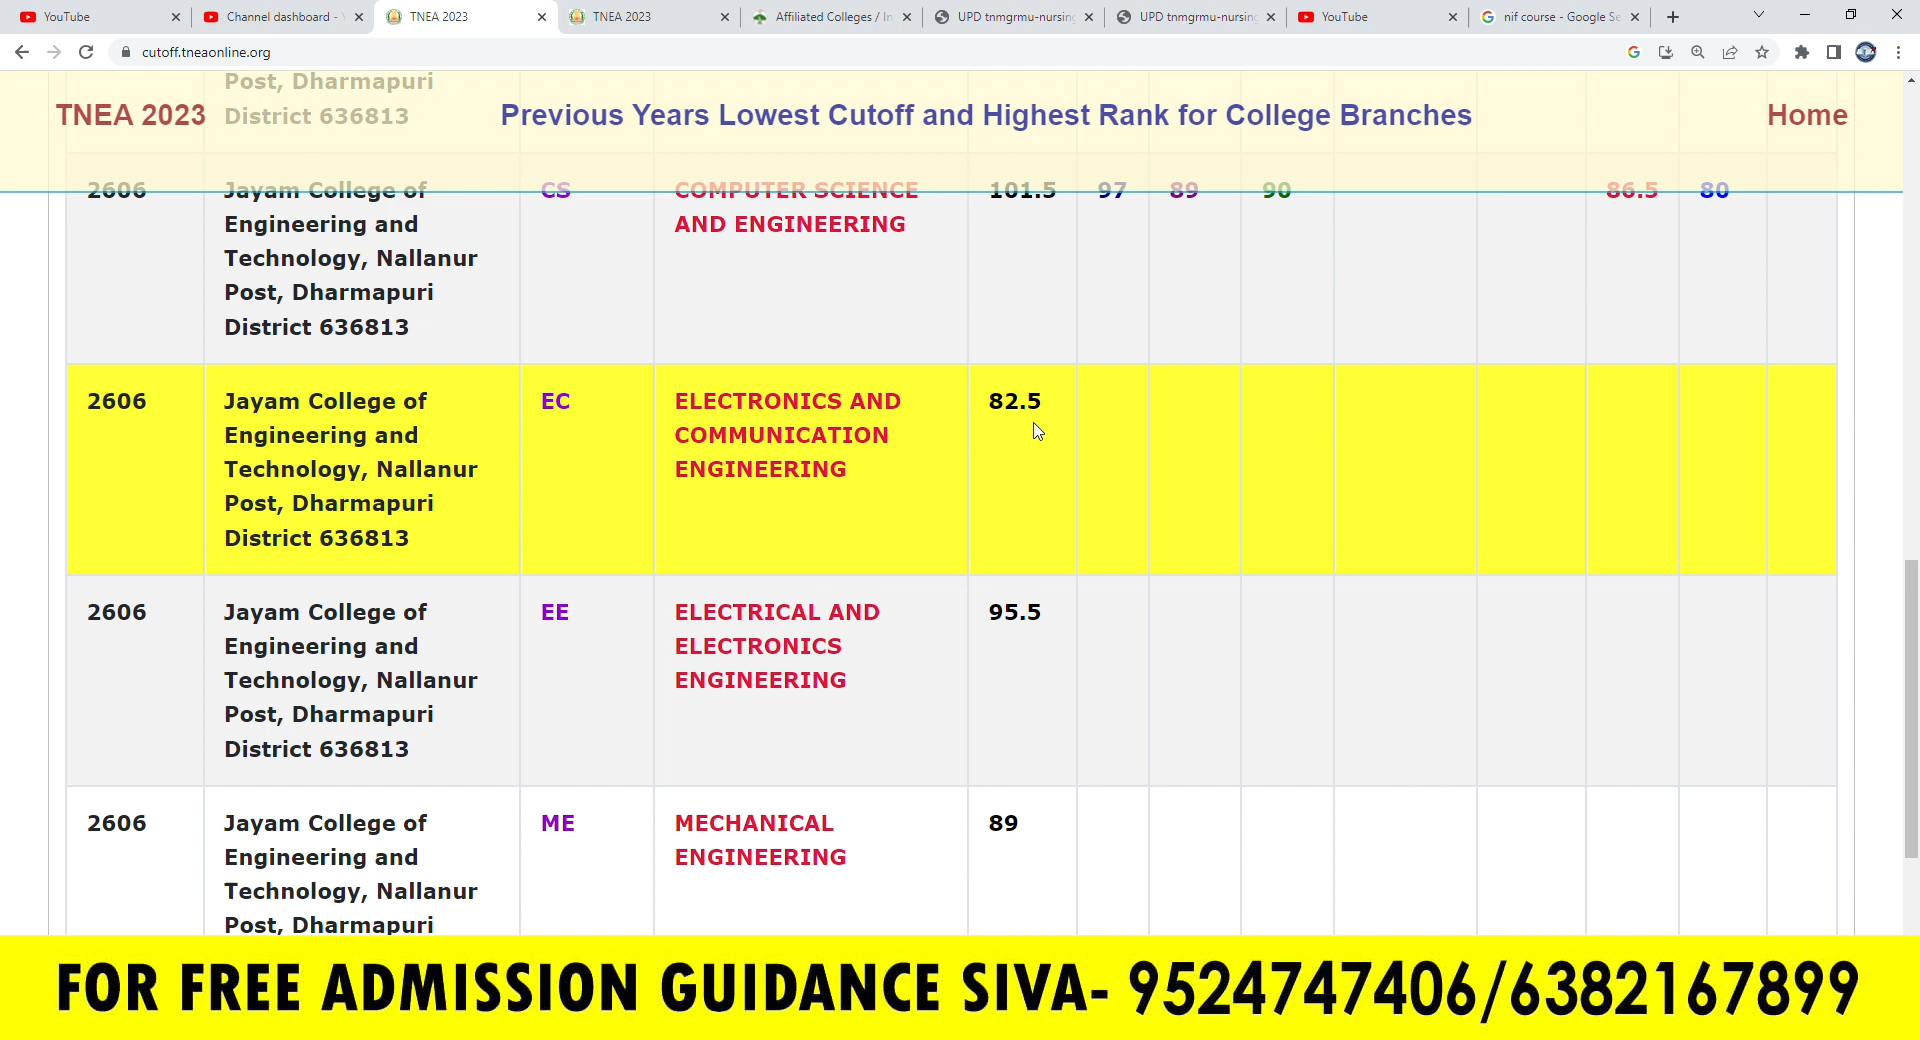 YouTube
Channel dashboard -
TNEA 2023
TNEA 2023
Affiliated Colleges / In
UPD tnmgrmu-nursing
UPD tnmgrmu-nursing
YouTube
nif course - Google Se
cutoff.tneaonline.org
Post, Dharmapuri
District 636813
TNEA 2023
Previous Years Lowest Cutoff and Highest Rank for College Branches
Home
2606 Jayam College of CS COMPUTER SCIENCE 101.5 97 89 90 86.5 80
Engineering and AND ENGINEERING
Technology, Nallanur
Post, Dharmapuri
District 636813
2606 Jayam College of EC ELECTRONICS AND 82.5
Engineering and COMMUNICATION
Technology, Nallanur ENGINEERING
Post, Dharmapuri
District 636813
2606 Jayam College of EE ELECTRICAL AND 95.5
Engineering and ELECTRONICS
Technology, Nallanur ENGINEERING
Post, Dharmapuri
District 636813
2606 Jayam College of ME MECHANICAL 89
Engineering and ENGINEERING
Technology, Nallanur
Post, Dharmapuri
FOR FREE ADMISSION GUIDANCE SIVA- 9524747406/6382167899